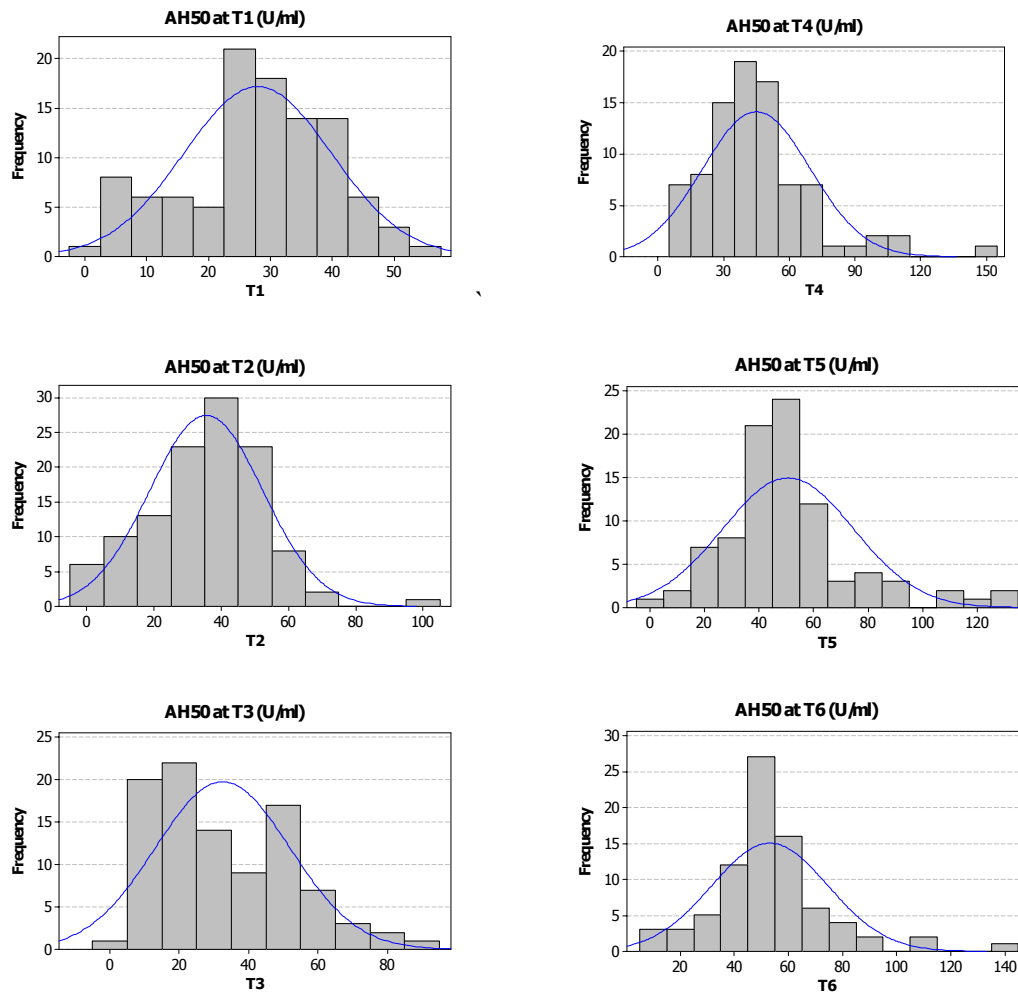 AH50 at T1 (U/ml)
Frequency
20
15
10
5
0
0 10 20 30 40 50
T1
AH50 at T4 (U/ml)
Frequency
20
15
10
5
0
0 30 60 90 120 150
T4
`
AH50 at T2 (U/ml)
Frequency
30
25
20
15
10
5
0
0 20 40 60 80 100
T2
AH50 at T5 (U/ml)
Frequency
25
20
15
10
5
0
0 20 40 60 80 100 120
T5
AH50 at T3 (U/ml)
Frequency
25
20
15
10
5
0
0 20 40 60 80
T3
AH50 at T6 (U/ml)
Frequency
30
25
20
15
10
5
0
20 40 60 80 100 120 140
T6